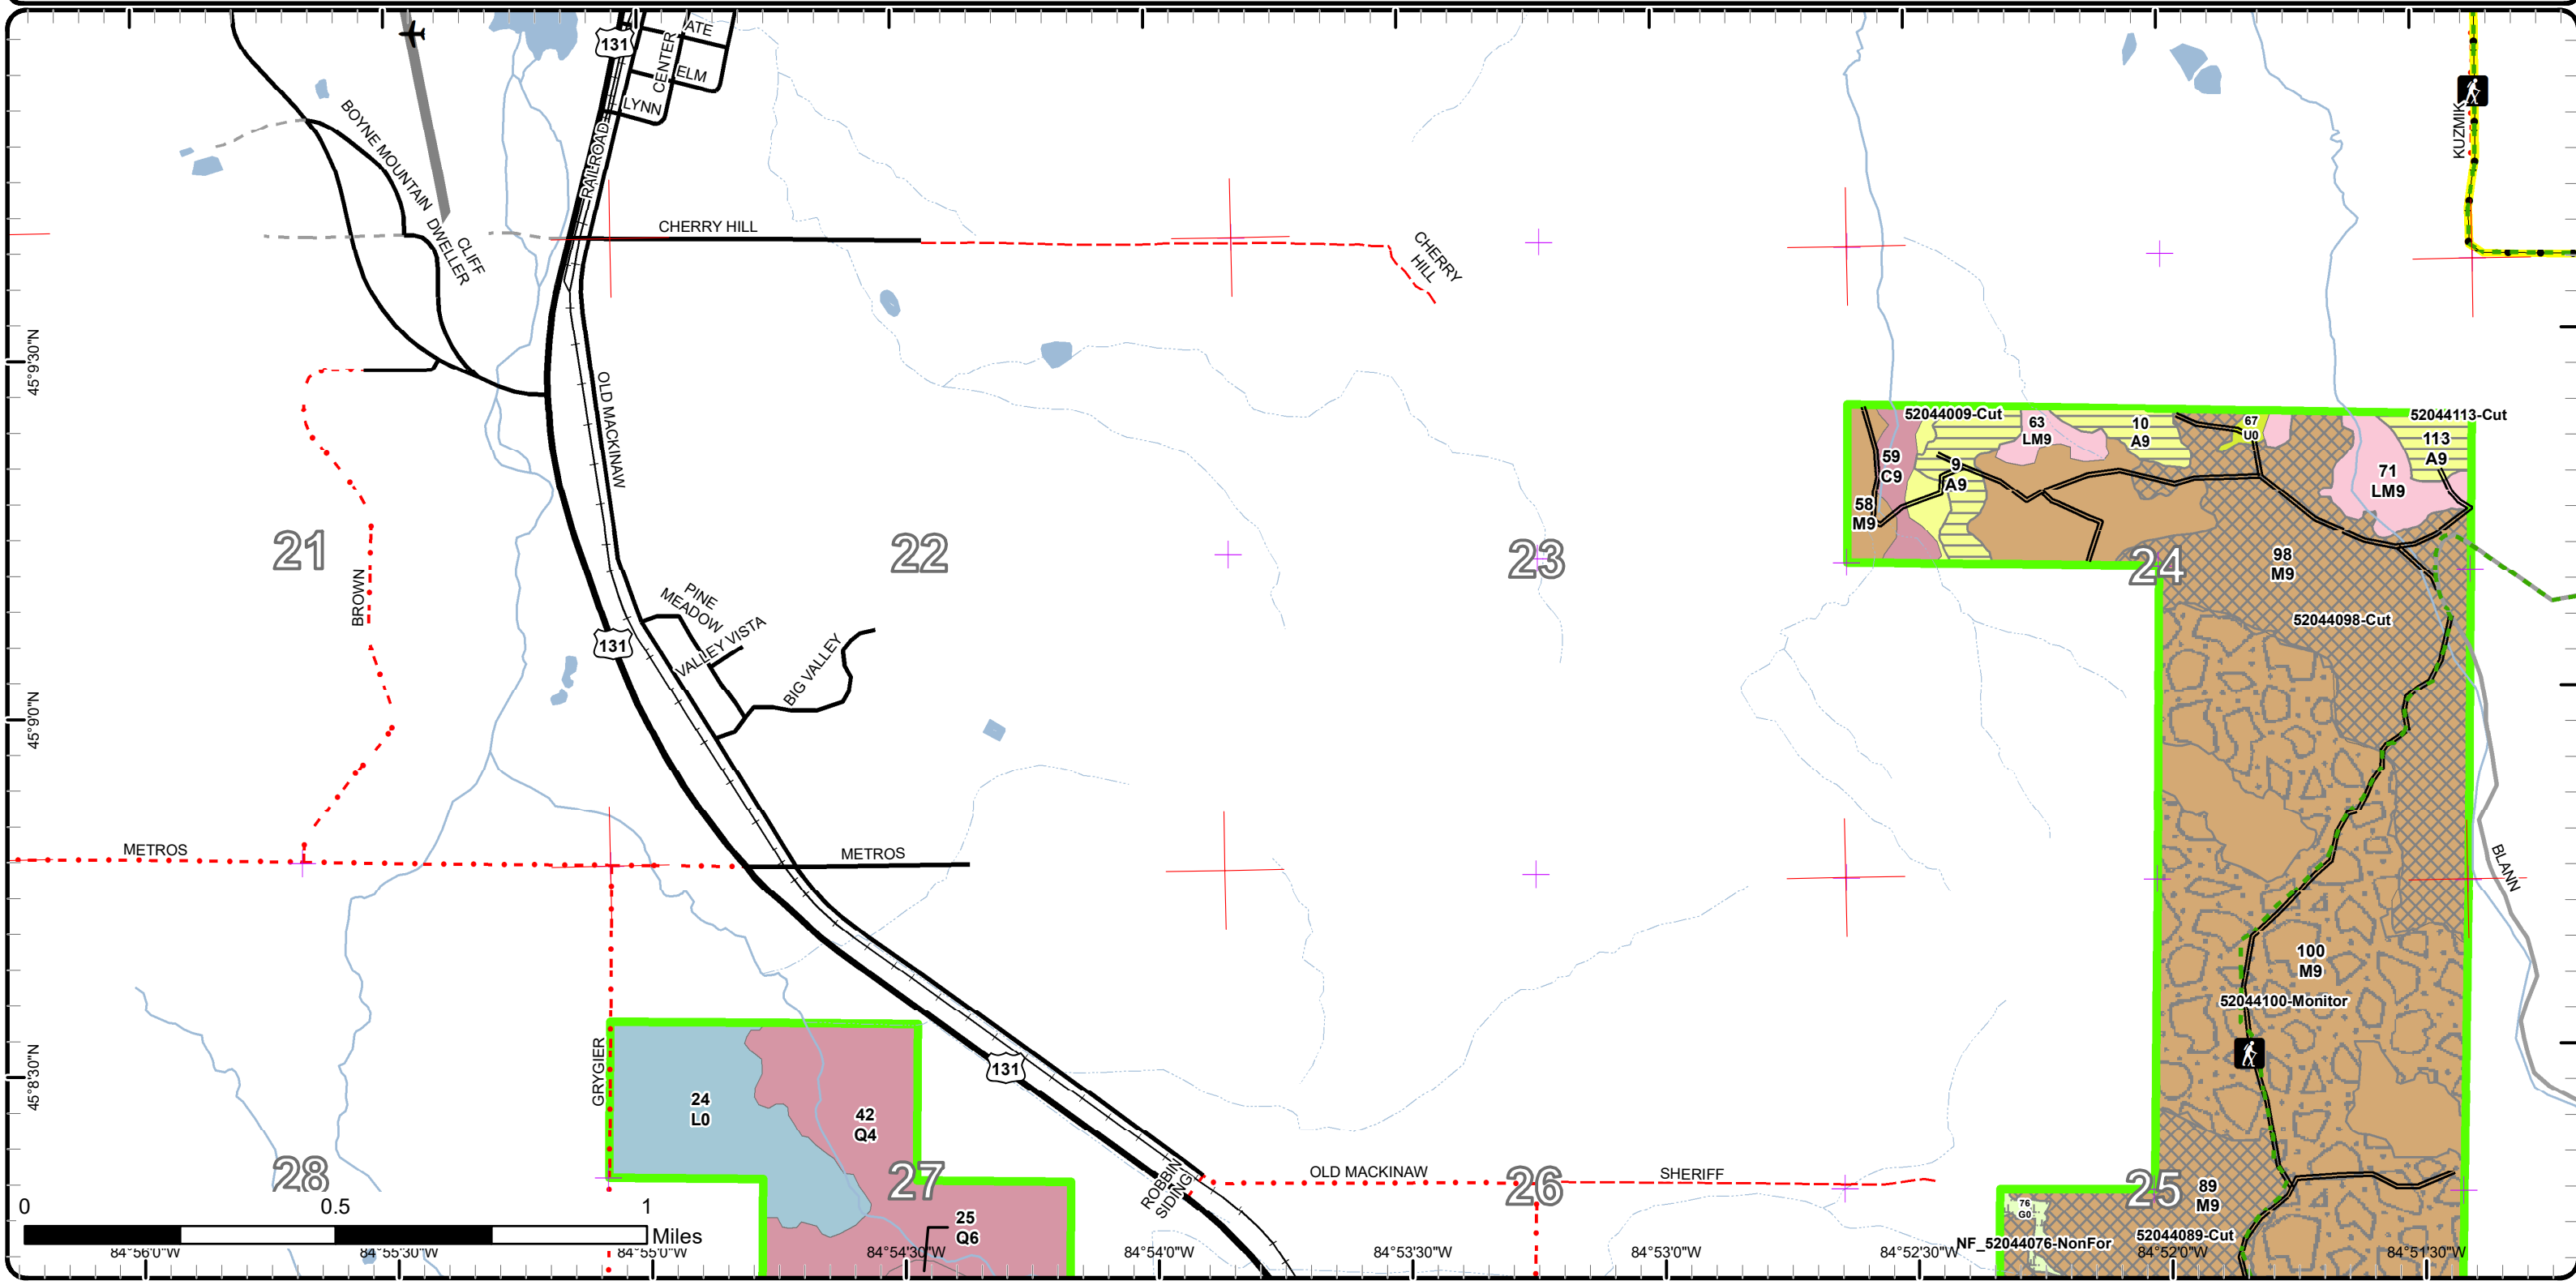 131
ATE
CENTER
ELM
LYNN
RAILROAD
BOYNE MOUNTAIN
CLIFF
DWELLER
KUZMIK
CHERRY HILL
CHERRY
HILL
45°9'30"N
OLD MACKINAW
52044009-Cut
52044113-Cut
63
LM9
10
A9
67
U0
113
A9
59
C9
9
A9
71
LM9
58
M9
21
22
23
24
98
M9
52044098-Cut
BROWN
PINE
MEADOW
VALLEY VISTA
BIG VALLEY
131
45°9'0"N
METROS
METROS
BLANN
100
M9
52044100-Monitor
45°8'30"N
GRYGIER
131
24
L0
42
Q4
28
27
26
25
ROBBIN
SIDING
OLD MACKINAW
SHERIFF
89
M9
76
G0
25
Q6
52044089-Cut
NF_52044076-NonFor
0
0.5
1
Miles
84°56'0"W
84°55'30"W
84°55'0"W
84°54'30"W
84°54'0"W
84°53'30"W
84°53'0"W
84°52'30"W
84°52'0"W
84°51'30"W